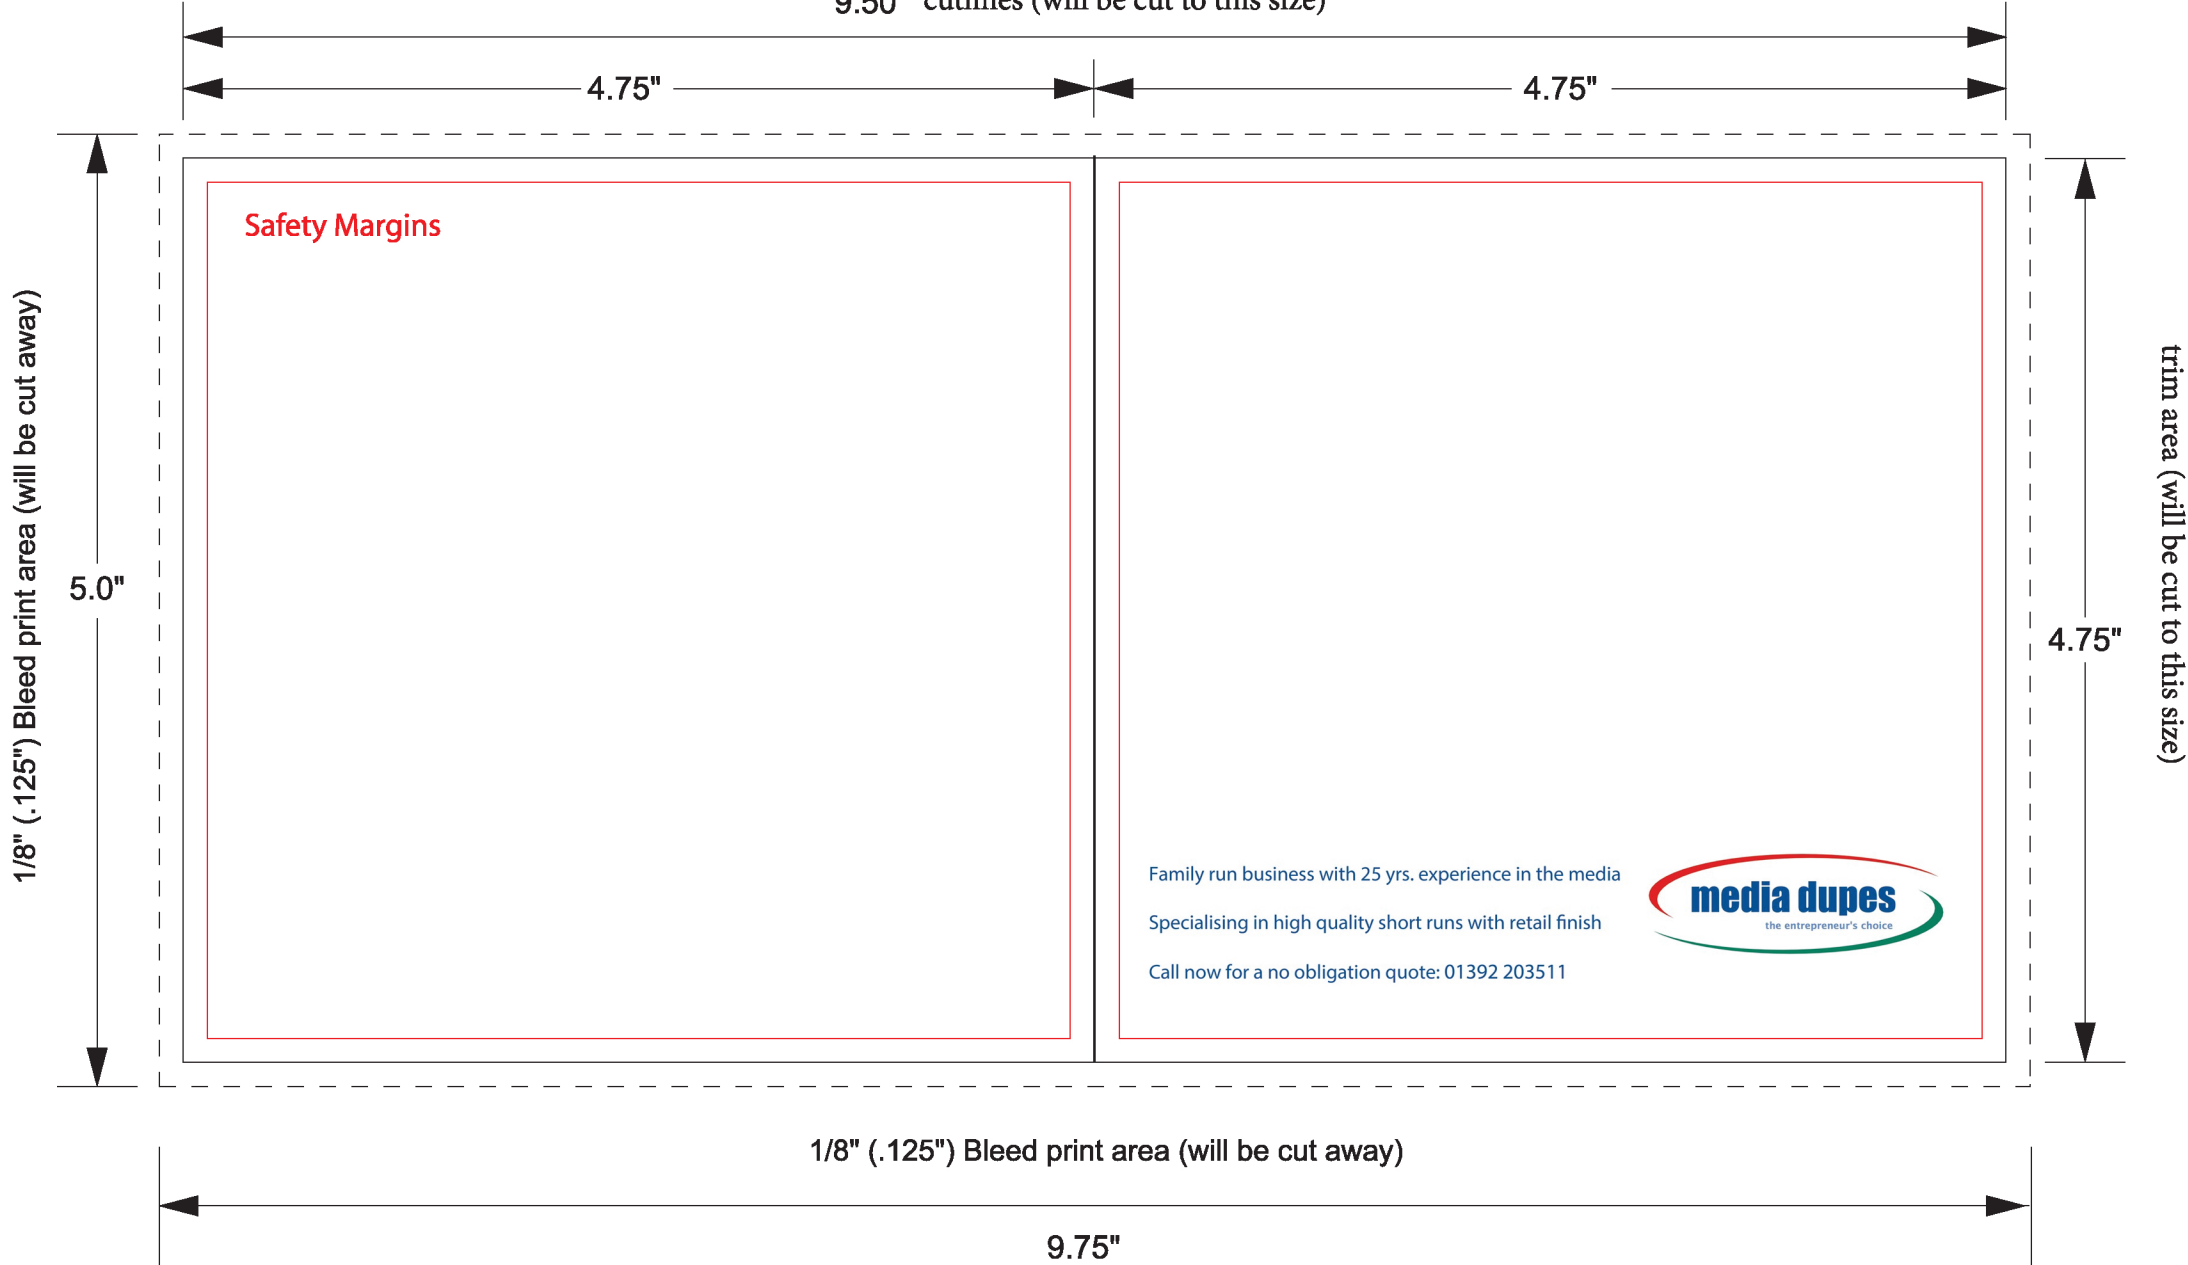 9.50" cutlines (will be cut to this size)
4.75"
4.75"
Safety Margins
1/8" (.125") Bleed print area (will be cut away)
5.0"
4.75"
trim area (will be cut to this size)
Family run business with 25 yrs. experience in the media
Specialising in high quality short runs with retail finish
Call now for a no obligation quote: 01392 203511
media dupes
the entrepreneur's choice
1/8" (.125") Bleed print area (will be cut away)
9.75"